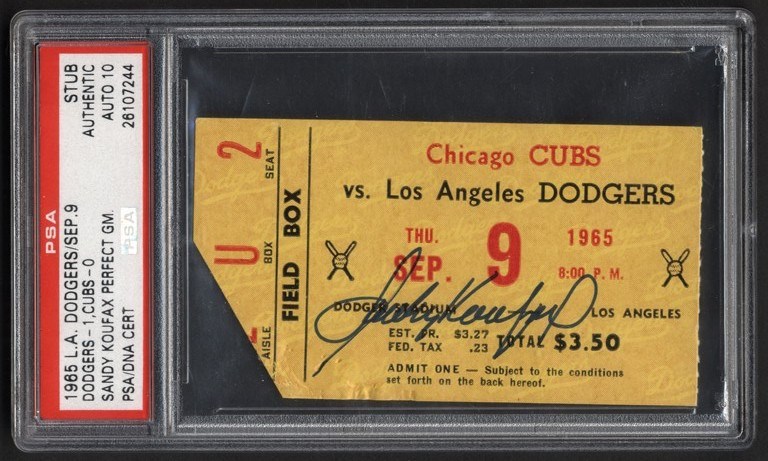 PSA
1965 L.A. DODGERS/SEP.9
DODGERS - 1,CUBS - 0
SANDY KOUFAX PERFECT GM.
PSA/DNA CERT
STUB
AUTHENTIC
AUTO 10
26107244
PSA
2
SEAT
U
BOX
AISLE
FIELD BOX
Chicago CUBS
vs. Los Angeles DODGERS
THU.
SEP. 9 1965
8:00 P. M.
Sandy Koufax
DODGER STADIUM LOS ANGELES
EST. PR. $3.27
FED. TAX .23
TOTAL $3.50
ADMIT ONE — Subject to the conditions
set forth on the back hereof.